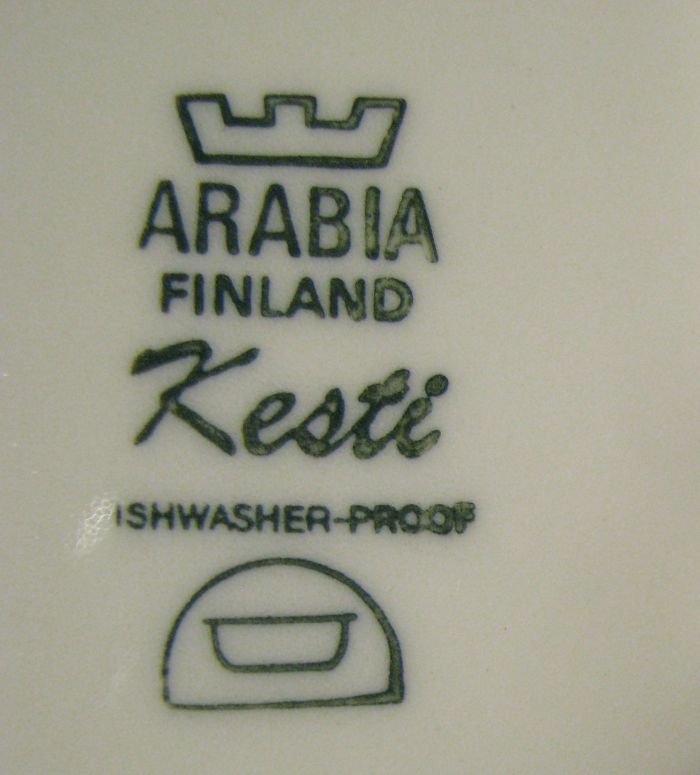 ARABIA
FINLAND
Kesti
ISHWASHER-PROOF